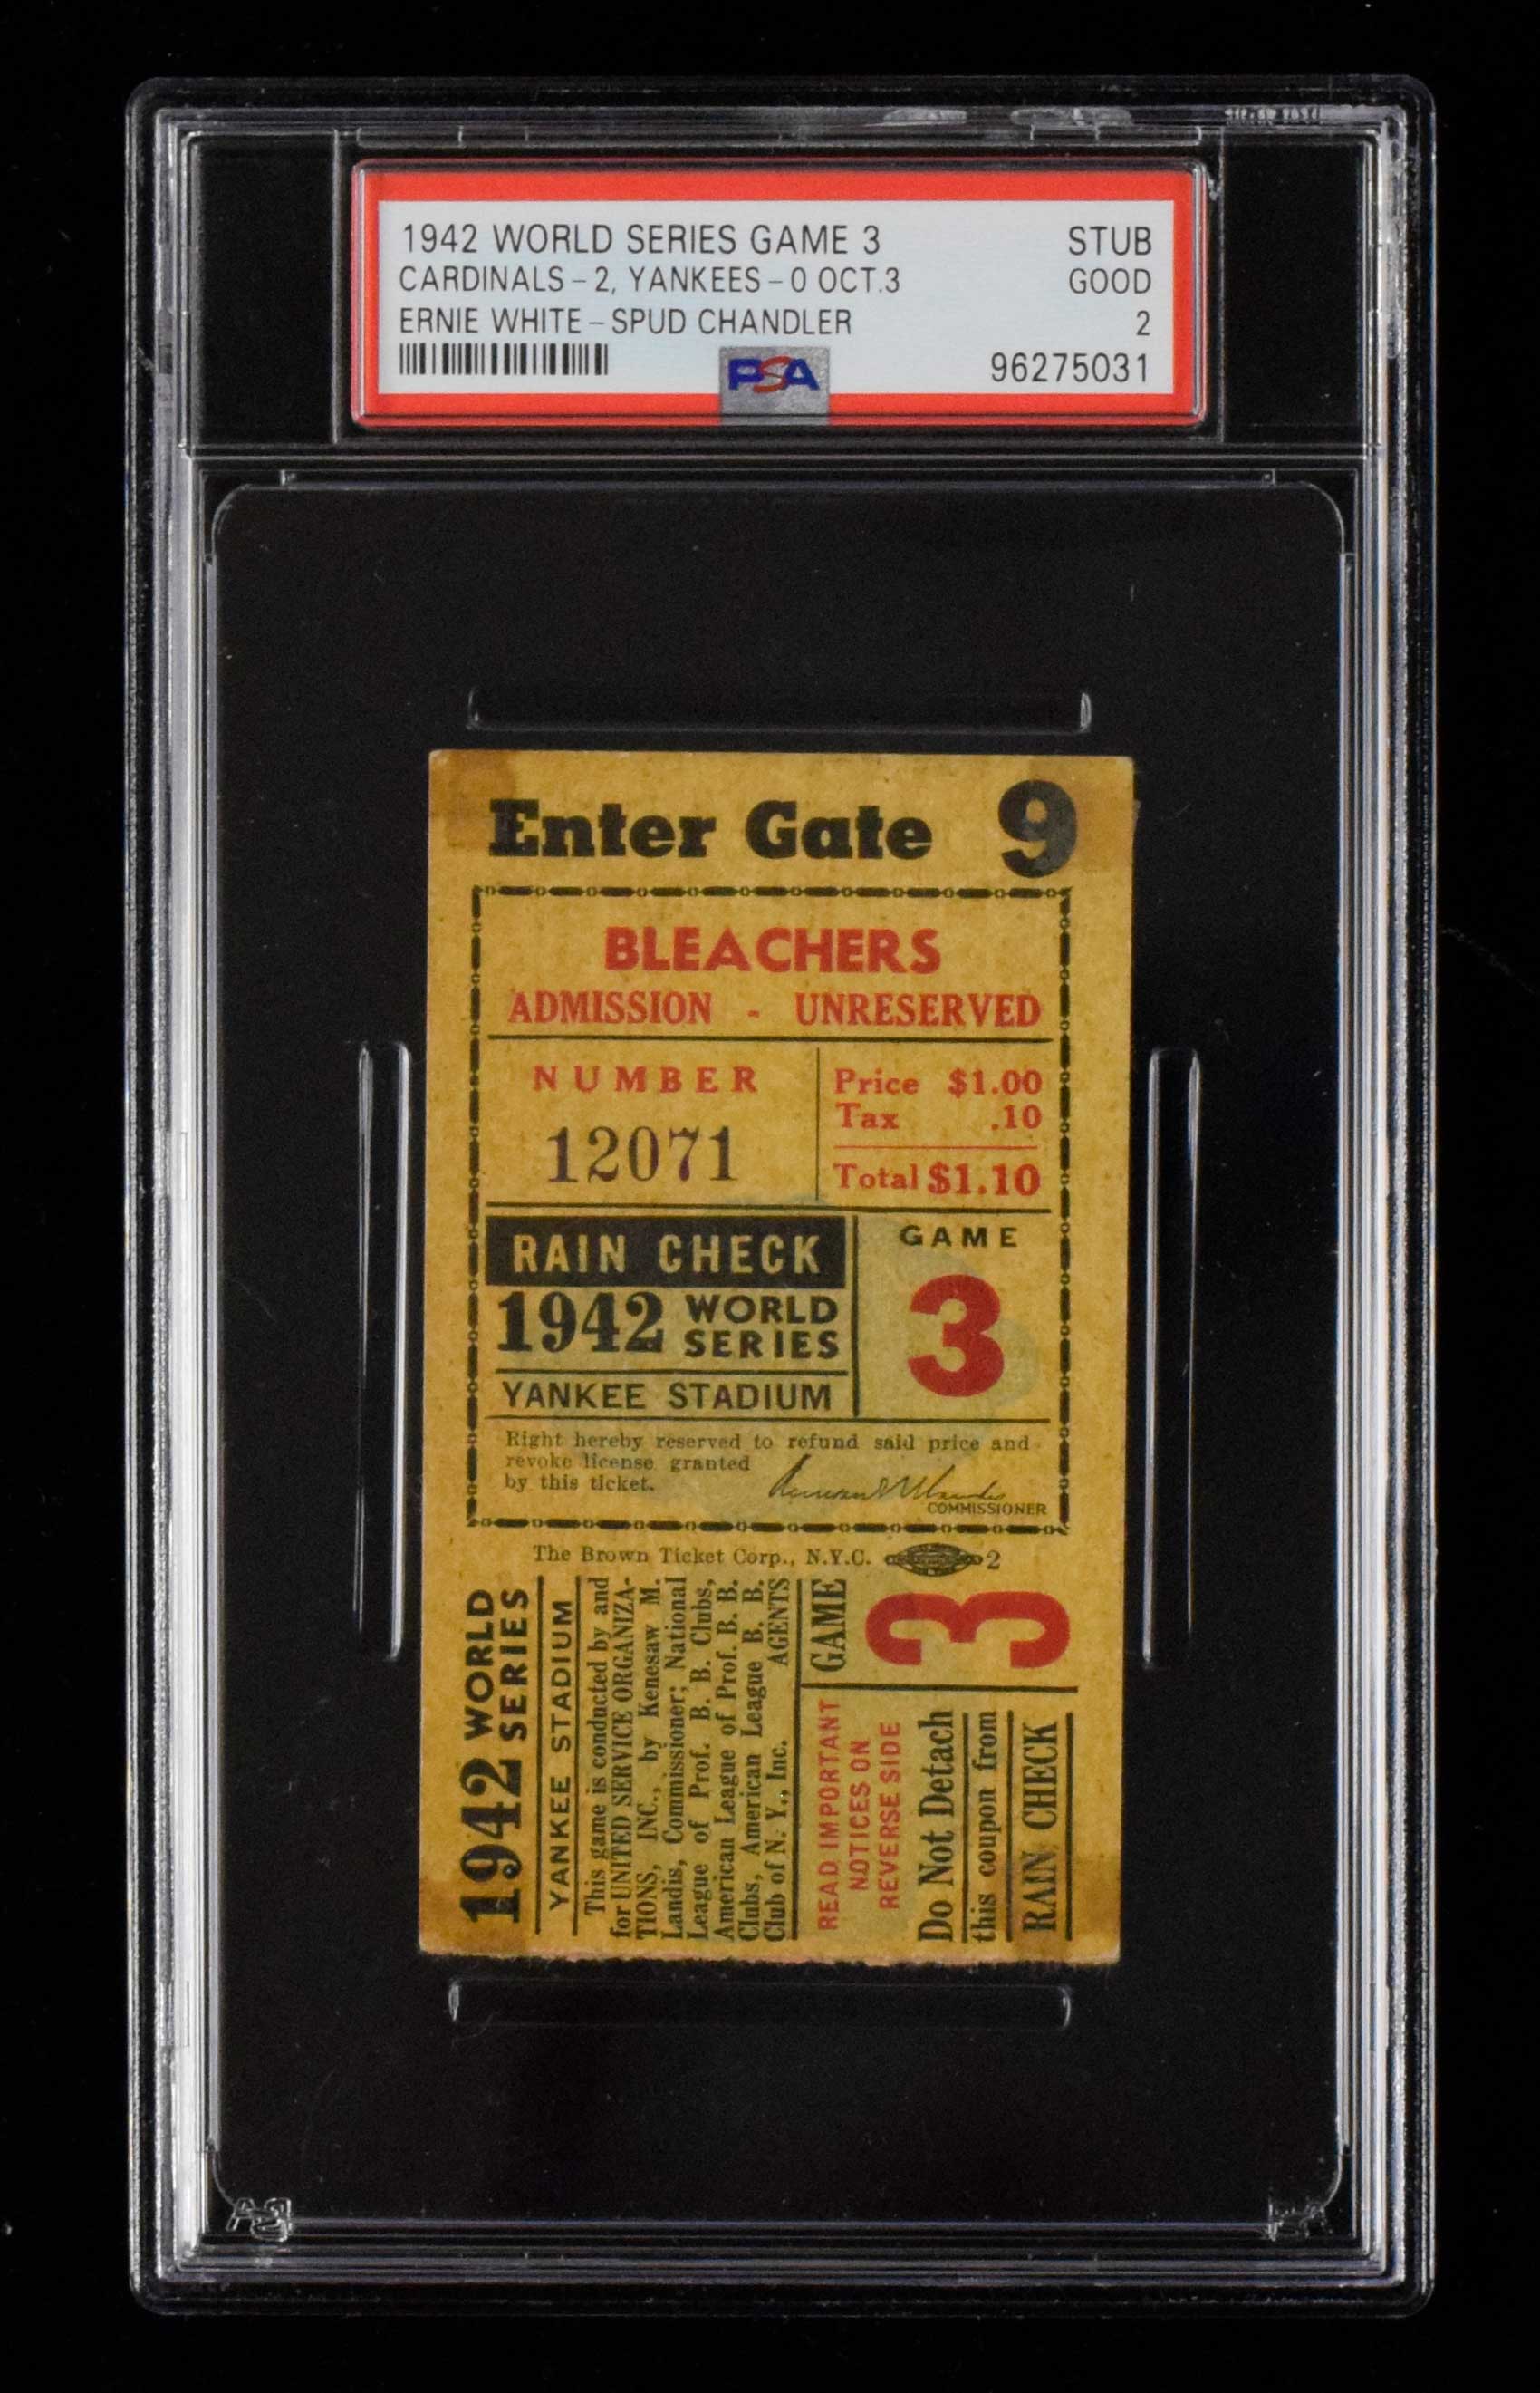 1942 WORLD SERIES GAME 3 STUB
CARDINALS-2, YANKEES-0 OCT.3 GOOD
ERNIE WHITE-SPUD CHANDLER 2
PSA 96275031
Enter Gate 9
BLEACHERS
ADMISSION - UNRESERVED
NUMBER
12071
Price $1.00
Tax .10
Total $1.10
RAIN CHECK
1942 WORLD SERIES
YANKEE STADIUM
GAME
3
Right hereby reserved to refund said price and
revoke license granted
by this ticket.
COMMISSIONER
The Brown Ticket Corp., N.Y.C. 2
1942 WORLD SERIES
YANKEE STADIUM
This game is conducted by and
for UNITED SERVICE ORGANIZA-
TIONS, INC., by Kenesaw M.
Landis, Commissioner; National
League of Prof. B. B. Clubs,
American League of Prof. B. B.
Clubs, American League B. B.
Club of N. Y., Inc. AGENTS
GAME
3
READ IMPORTANT
NOTICES ON
REVERSE SIDE
Do Not Detach
this coupon from
RAIN CHECK